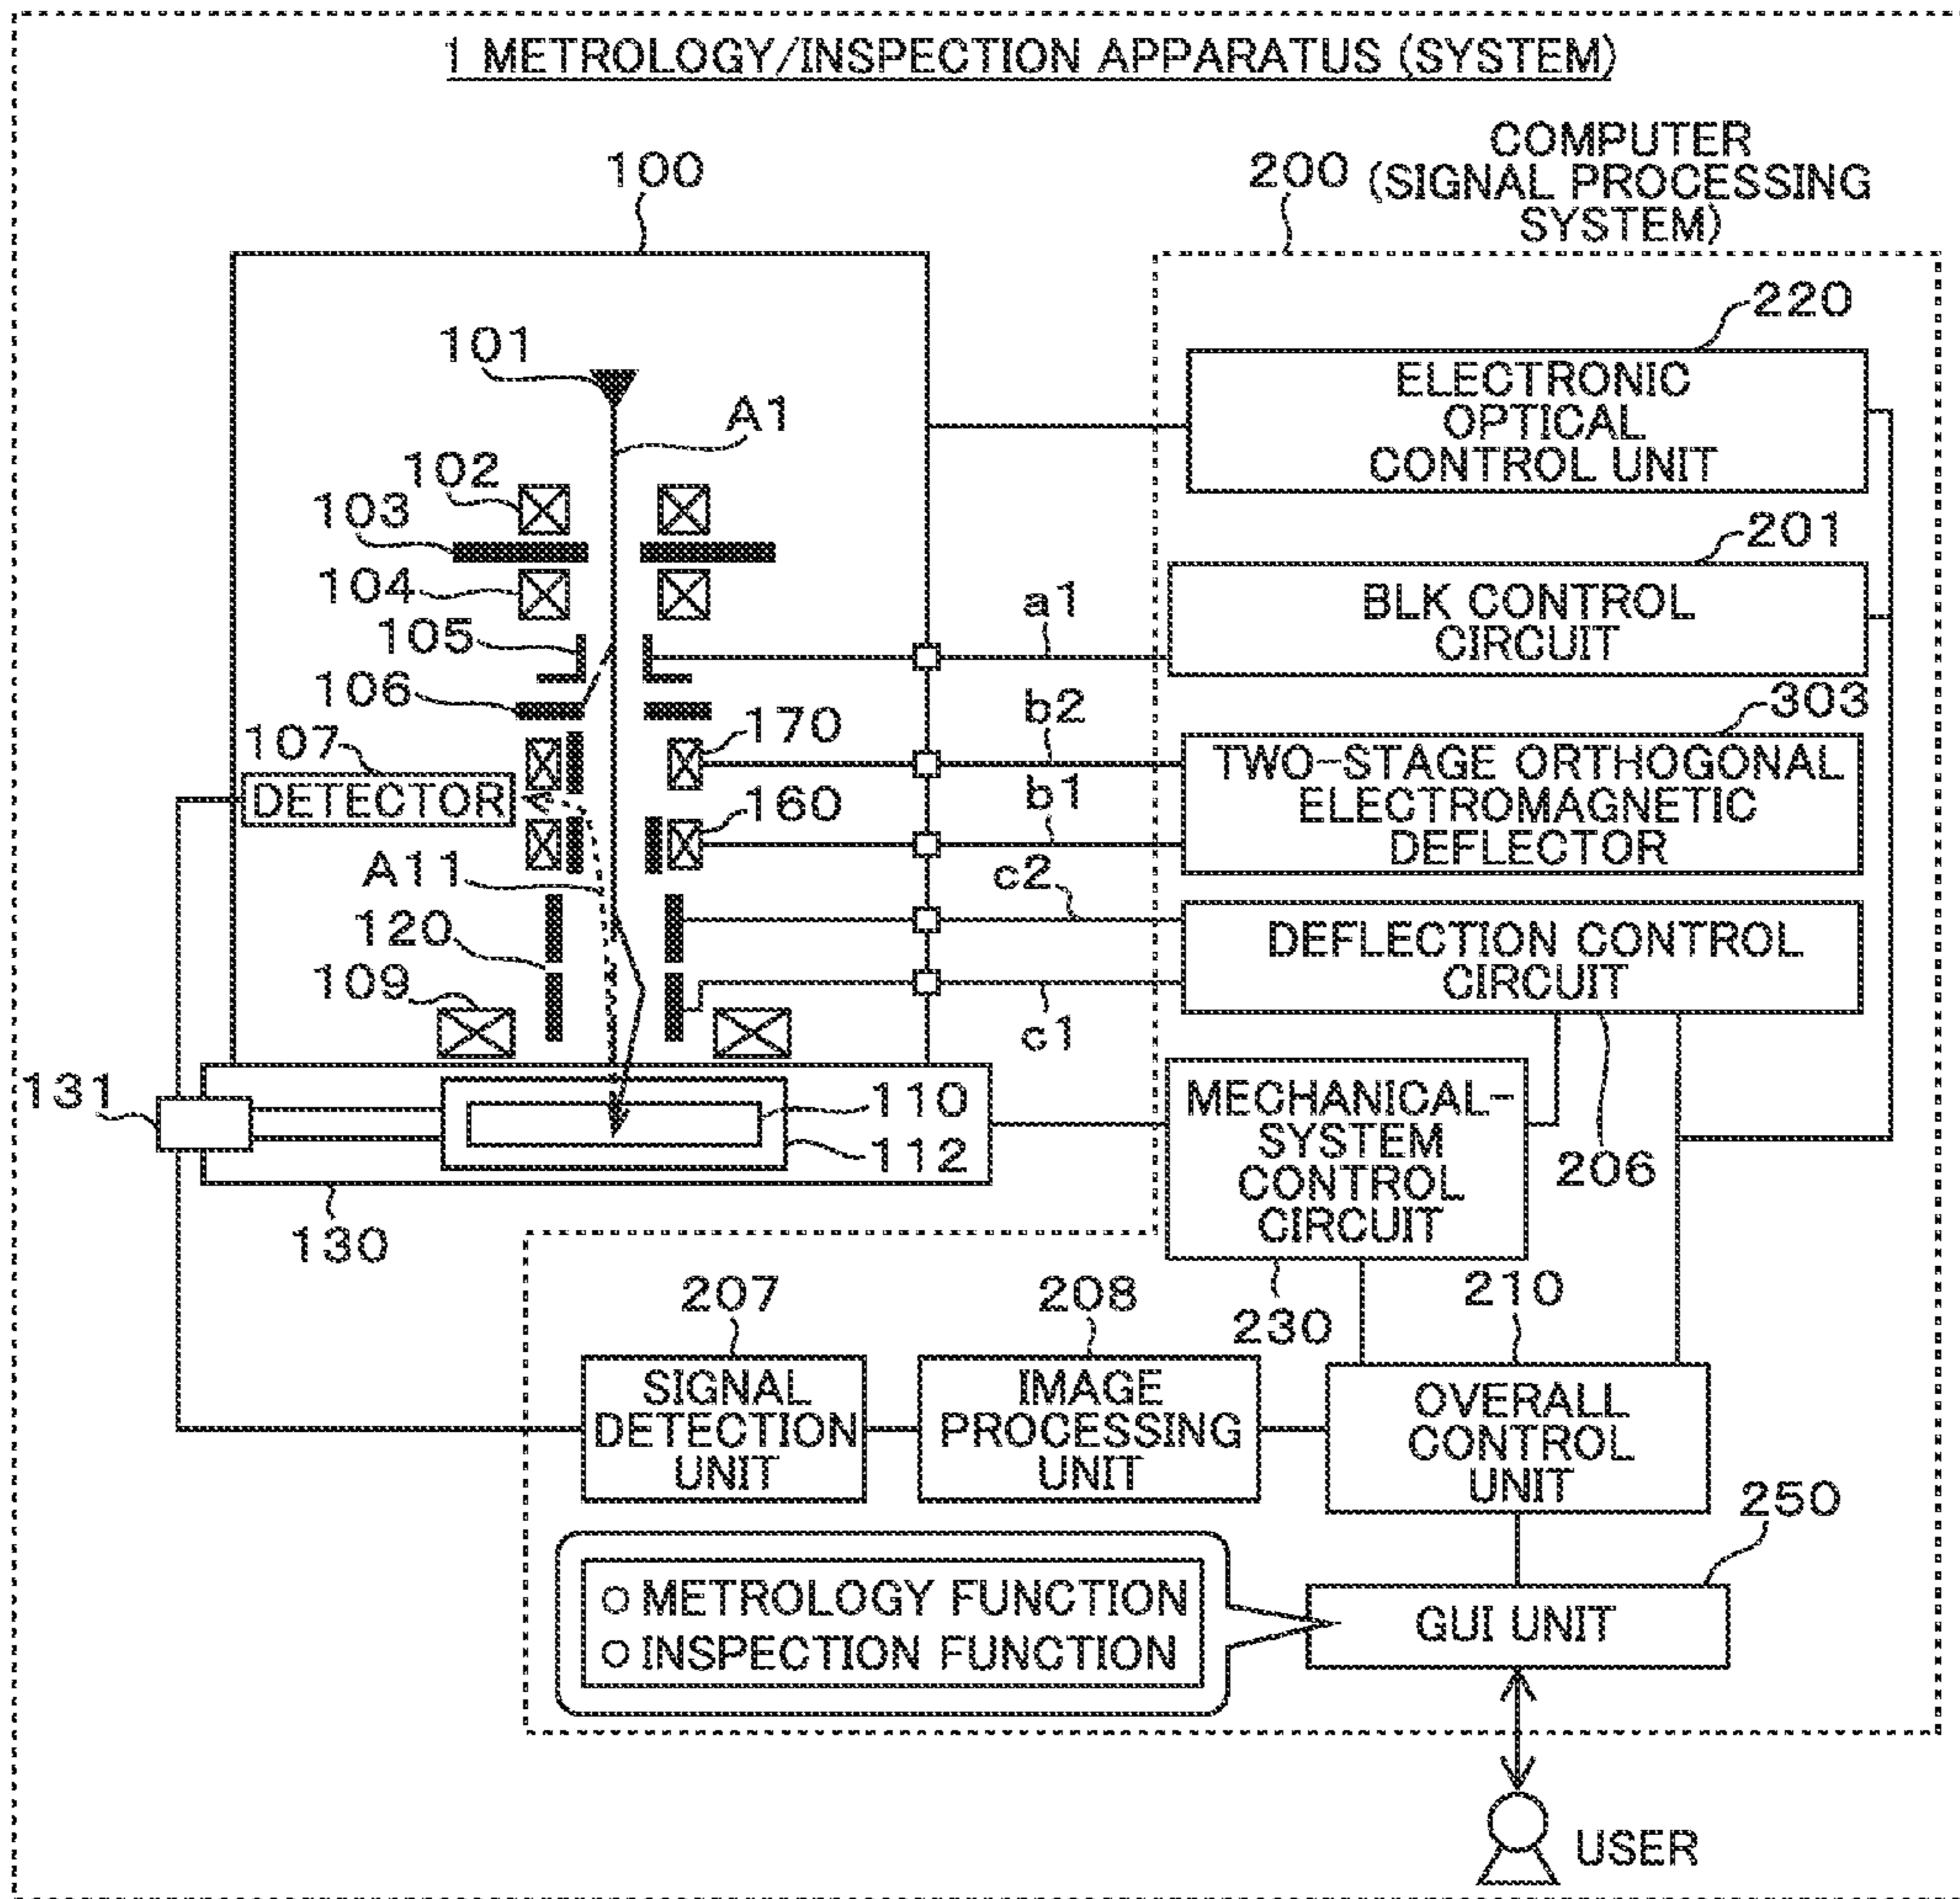 1 METROLOGY/INSPECTION APPARATUS (SYSTEM)
100
200
COMPUTER
(SIGNAL PROCESSING
SYSTEM)
220
101
ELECTRONIC
OPTICAL
CONTROL UNIT
A1
102
103
201
104
a1
BLK CONTROL
CIRCUIT
105
106
b2
303
107
170
TWO-STAGE ORTHOGONAL
ELECTROMAGNETIC
DEFLECTOR
DETECTOR
b1
160
A11
c2
120
DEFLECTION CONTROL
CIRCUIT
109
c1
131
110
112
MECHANICAL-
SYSTEM
CONTROL
CIRCUIT
206
130
207
208
230
210
SIGNAL
DETECTION
UNIT
IMAGE
PROCESSING
UNIT
OVERALL
CONTROL
UNIT
250
METROLOGY FUNCTION
INSPECTION FUNCTION
GUI UNIT
USER